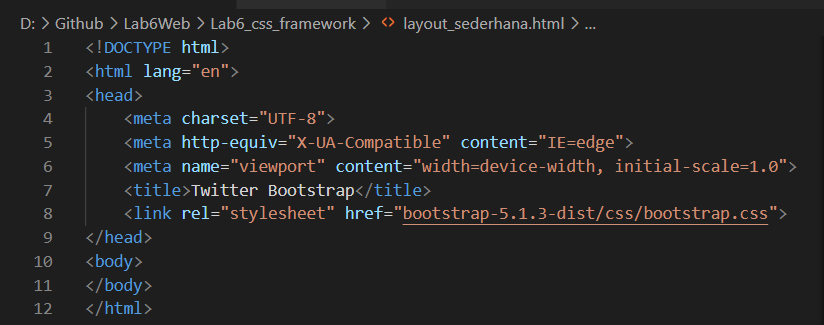 D: > Github > Lab6Web > Lab6_css_framework > <> layout_sederhana.html > ...
1 <!DOCTYPE html>
2 <html lang="en">
3 <head>
4     <meta charset="UTF-8">
5     <meta http-equiv="X-UA-Compatible" content="IE=edge">
6     <meta name="viewport" content="width=device-width, initial-scale=1.0">
7     <title>Twitter Bootstrap</title>
8     <link rel="stylesheet" href="bootstrap-5.1.3-dist/css/bootstrap.css">
9 </head>
10 <body>
11 </body>
12 </html>